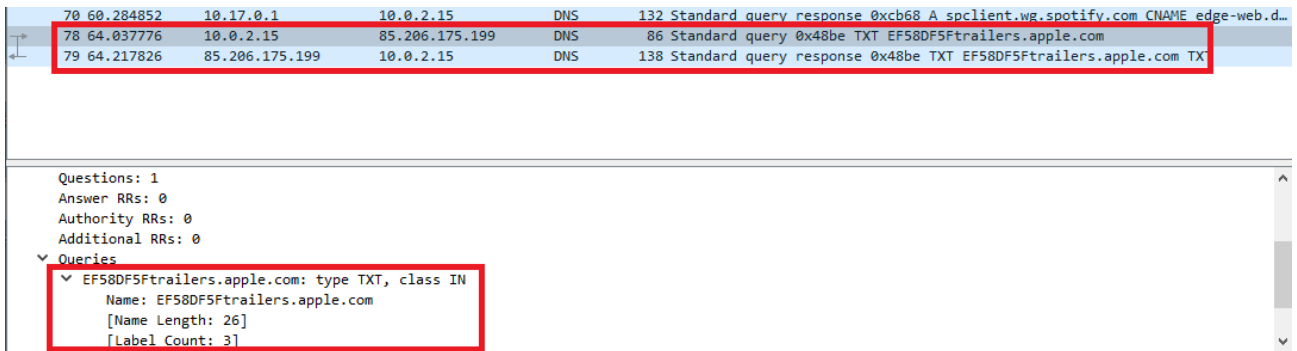 70 60.284852 10.17.0.1 10.0.2.15 DNS 132 Standard query response 0xcb68 A spclient.wg.spotify.com CNAME edge-web.d…
78 64.037776 10.0.2.15 85.206.175.199 DNS 86 Standard query 0x48be TXT EF58DF5Ftrailers.apple.com
79 64.217826 85.206.175.199 10.0.2.15 DNS 138 Standard query response 0x48be TXT EF58DF5Ftrailers.apple.com TXT
Questions: 1
Answer RRs: 0
Authority RRs: 0
Additional RRs: 0
Queries
EF58DF5Ftrailers.apple.com: type TXT, class IN
Name: EF58DF5Ftrailers.apple.com
[Name Length: 26]
[Label Count: 3]